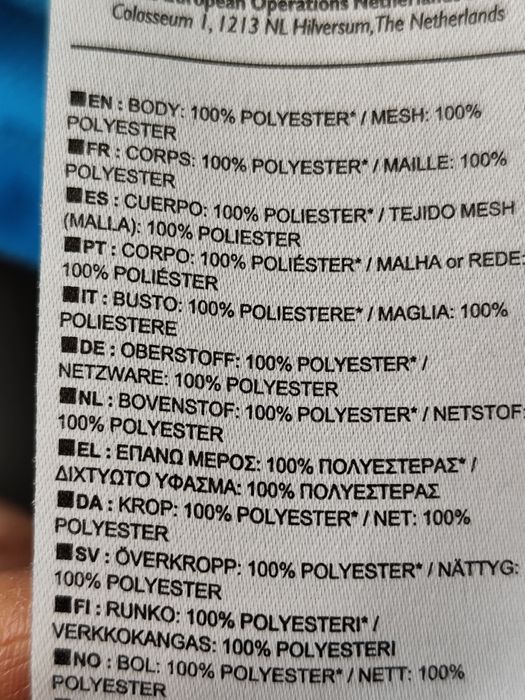 European Operations
Colosseum 1, 1213 NL Hilversum, The Netherlands
EN : BODY: 100% POLYESTER* / MESH: 100%
POLYESTER
FR : CORPS: 100% POLYESTER* / MAILLE: 100%
POLYESTER
ES : CUERPO: 100% POLIESTER* / TEJIDO MESH
(MALLA): 100% POLIESTER
PT : CORPO: 100% POLIÉSTER* / MALHA or REDE:
100% POLIÉSTER
IT : BUSTO: 100% POLIESTERE* / MAGLIA: 100%
POLIESTERE
DE : OBERSTOFF: 100% POLYESTER* /
NETZWARE: 100% POLYESTER
NL : BOVENSTOF: 100% POLYESTER* / NETSTOF:
100% POLYESTER
EL : ΕΠΑΝΩ ΜΕΡΟΣ: 100% ΠΟΛΥΕΣΤΕΡΑΣ* /
ΔΙΧΤΥΩΤΟ ΥΦΑΣΜΑ: 100% ΠΟΛΥΕΣΤΕΡΑΣ
DA : KROP: 100% POLYESTER* / NET: 100%
POLYESTER
SV : ÖVERKROPP: 100% POLYESTER* / NÄTTYG:
100% POLYESTER
FI : RUNKO: 100% POLYESTERI* /
VERKKOKANGAS: 100% POLYESTERI
NO : BOL: 100% POLYESTER* / NETT: 100%
POLYESTER